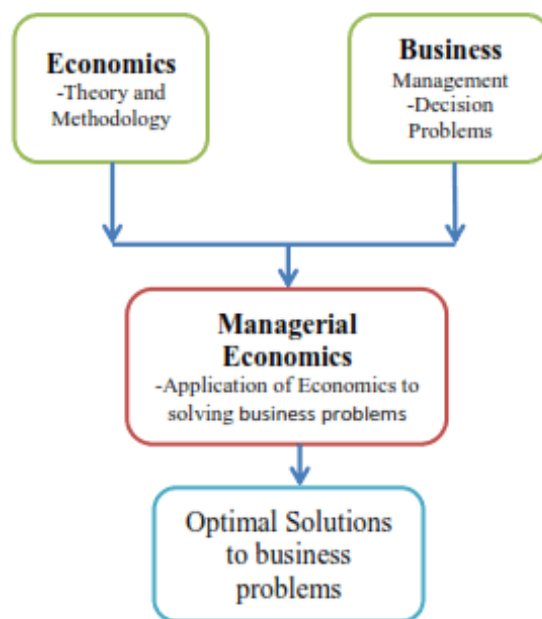 Economics
-Theory and
Methodology
Business
Management
-Decision
Problems
Managerial
Economics
-Application of Economics to
solving business problems
Optimal Solutions
to business
problems